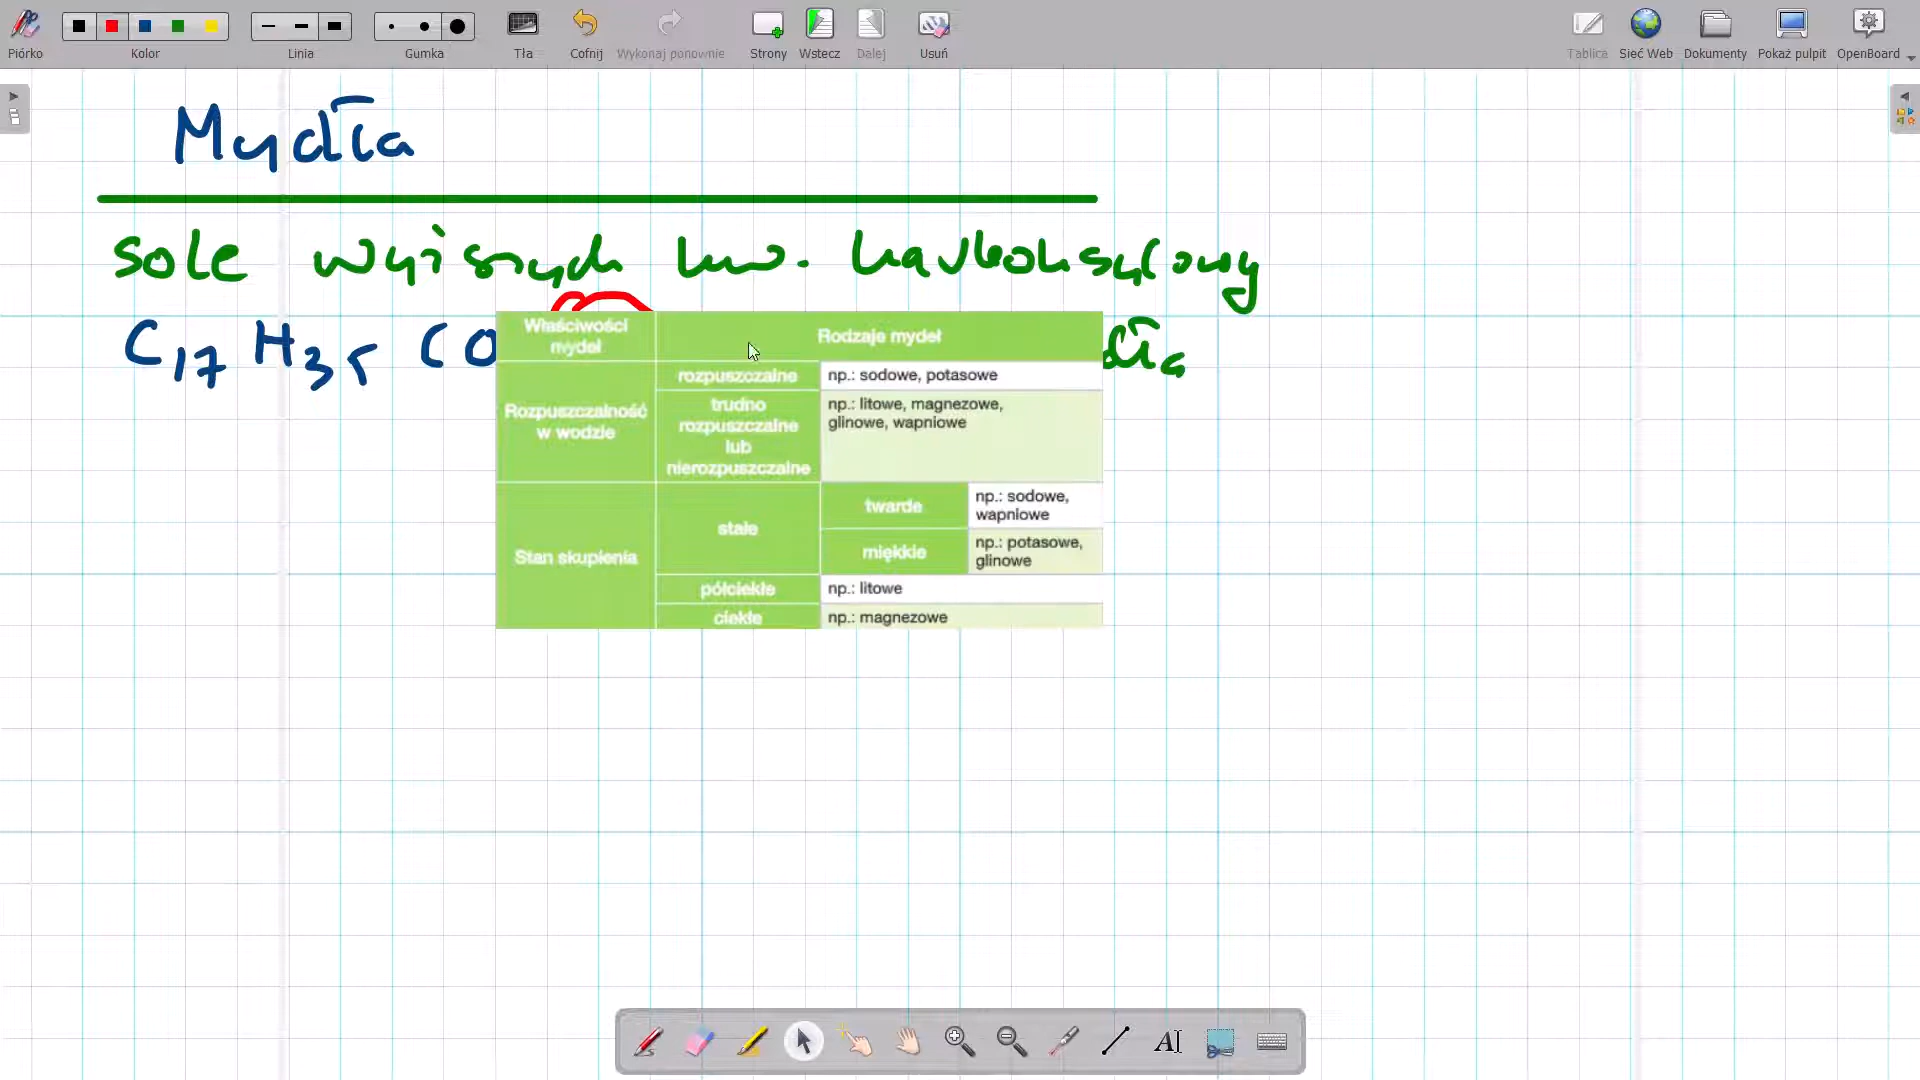 Piórko
Kolor
Linia
Gumka
Tła
Cofnij
Wykonaj ponownie
Strony
Wstecz
Dalej
Usuń
Tablica
Sieć Web
Dokumenty
Pokaż pulpit
OpenBoard
Mydła
sole wyższych kw.
C17 H35 CO
dła
Właściwości
mydeł
Rodzaje mydeł
Rozpuszczalność
w wodzie
rozpuszczalne
np.: sodowe, potasowe
trudno
rozpuszczalne
lub
nierozpuszczalne
np.: litowe, magnezowe,
glinowe, wapniowe
Stan skupienia
stałe
twarde
np.: sodowe,
wapniowe
miękkie
np.: potasowe,
glinowe
półciekłe
np.: litowe
ciekłe
np.: magnezowe